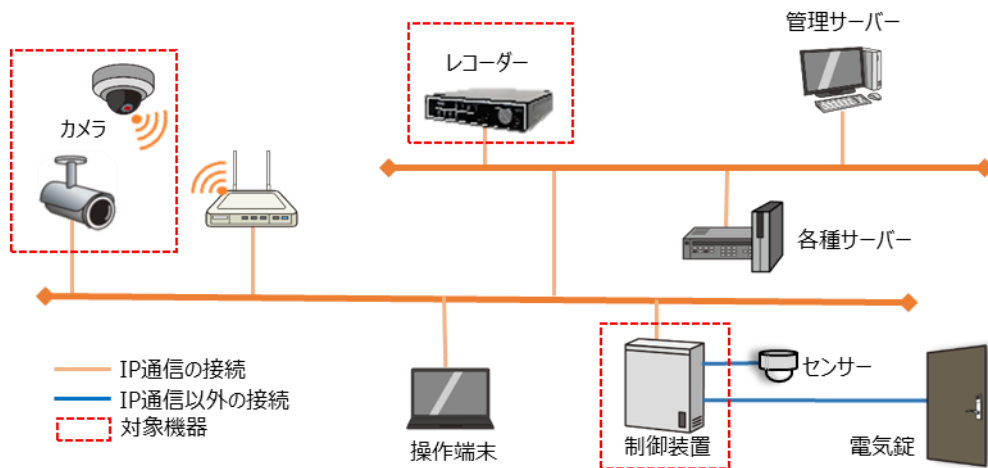 管理サーバー
レコーダー
カメラ
各種サーバー
IP通信の接続
IP通信以外の接続
対象機器
操作端末
制御装置
センサー
電気錠